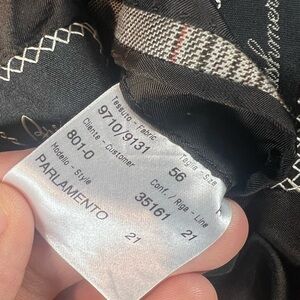 Tessuto - Fabric
Taglia - Size
9710/9131
56
Cliente - Customer
Conf. / Riga - Line
801-0
35161 21
Modello - Style
PARLAMENTO 21